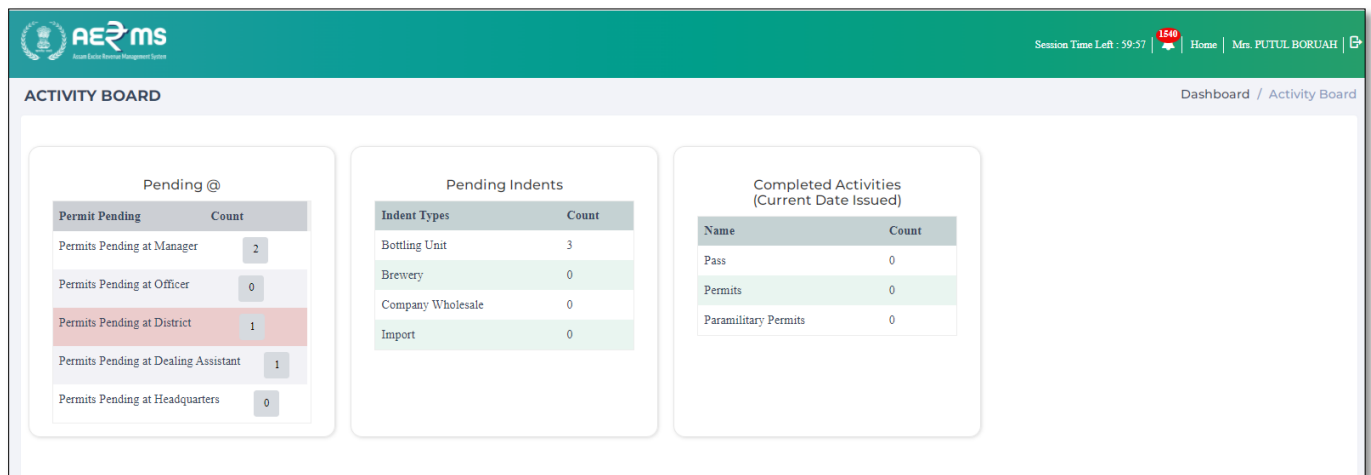 AE₹MS
Assam Excise Revenue Management System
Session Time Left : 59:57 | 1540 | Home | Mrs. PUTUL BORUAH |
ACTIVITY BOARD
Dashboard / Activity Board
Pending @
Permit Pending Count
Permits Pending at Manager 2
Permits Pending at Officer 0
Permits Pending at District 1
Permits Pending at Dealing Assistant 1
Permits Pending at Headquarters 0
Pending Indents
Indent Types Count
Bottling Unit 3
Brewery 0
Company Wholesale 0
Import 0
Completed Activities
(Current Date Issued)
Name Count
Pass 0
Permits 0
Paramilitary Permits 0